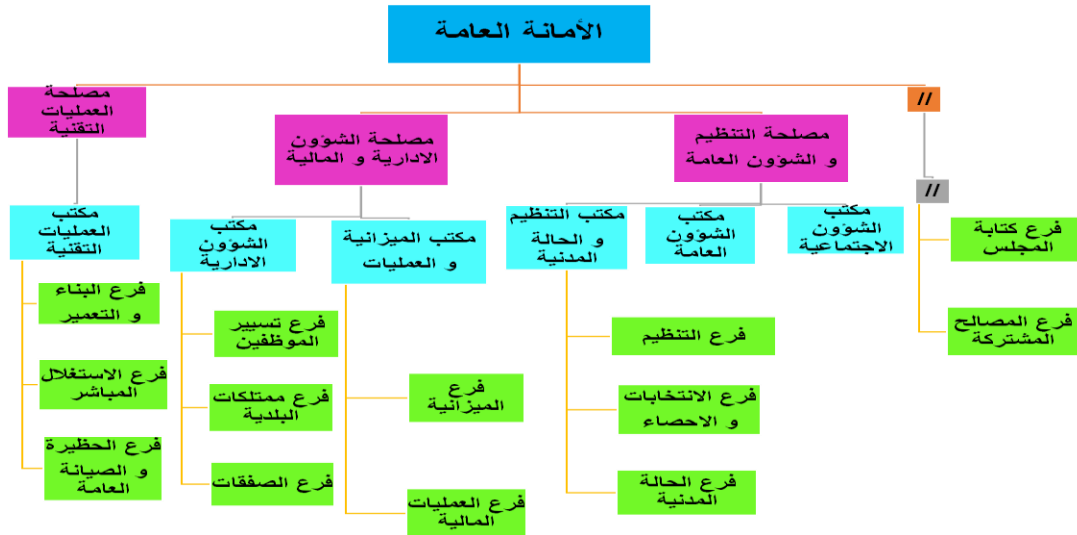 الأمانة العامة
//
مصلحة التنظيم
و الشؤون العامة
مصلحة الشؤون
الادارية و المالية
مصلحة
العمليات
التقنية
//
فرع كتابة
المجلس
فرع المصالح
المشتركة
مكتب
الشؤون
الاجتماعية
مكتب
الشؤون
العامة
مكتب التنظيم
و الحالة
المدنية
فرع التنظيم
فرع الانتخابات
و الاحصاء
فرع الحالة
المدنية
مكتب الميزانية
و العمليات
فرع
الميزانية
فرع العمليات
المالية
مكتب
الشؤون
الادارية
فرع تسيير
الموظفين
فرع ممتلكات
البلدية
فرع الصفقات
مكتب
العمليات
التقنية
فرع البناء
و التعمير
فرع الاستغلال
المباشر
فرع الحظيرة
و الصيانة
العامة